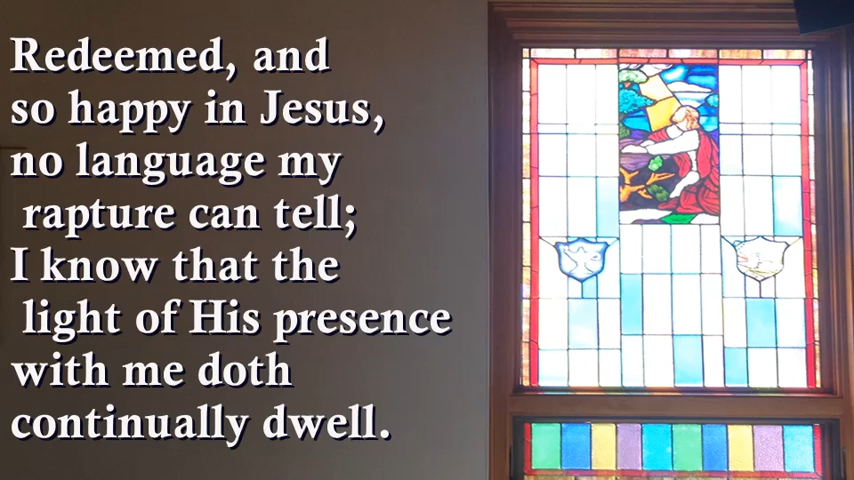 Redeemed, and
so happy in Jesus,
no language my
rapture can tell;
I know that the
light of His presence
with me doth
continually dwell.